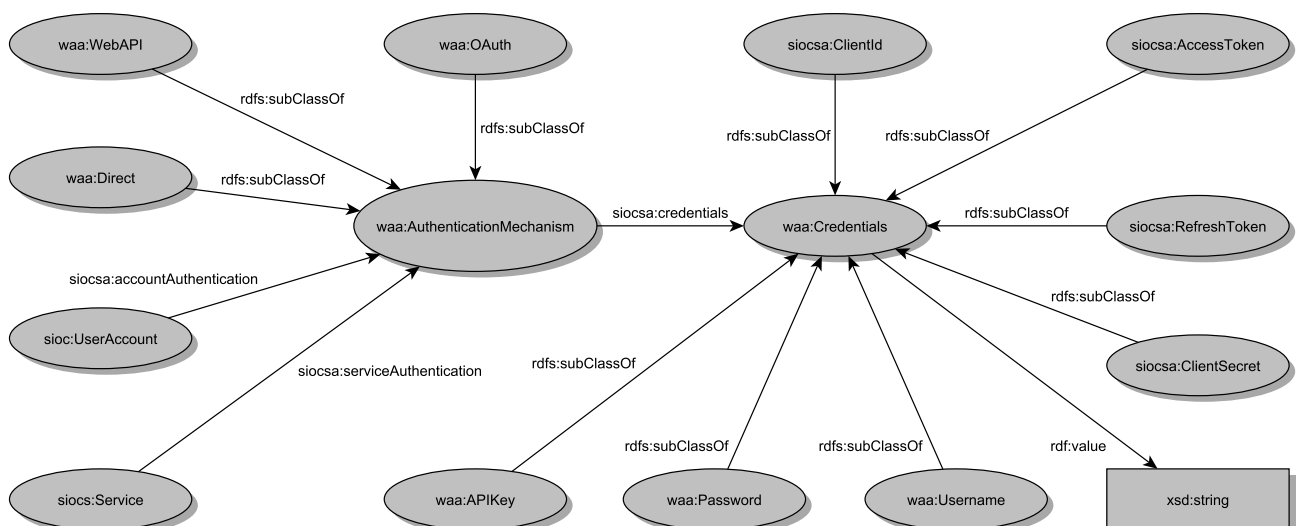 waa:WebAPI
waa:OAuth
siocsa:ClientId
siocsa:AccessToken
rdfs:subClassOf
rdfs:subClassOf
rdfs:subClassOf
rdfs:subClassOf
waa:Direct
rdfs:subClassOf
waa:AuthenticationMechanism
siocsa:credentials
waa:Credentials
rdfs:subClassOf
siocsa:RefreshToken
siocsa:accountAuthentication
rdfs:subClassOf
sioc:UserAccount
siocsa:serviceAuthentication
rdfs:subClassOf
siocsa:ClientSecret
rdfs:subClassOf
rdfs:subClassOf
rdf:value
siocs:Service
waa:APIKey
waa:Password
waa:Username
xsd:string